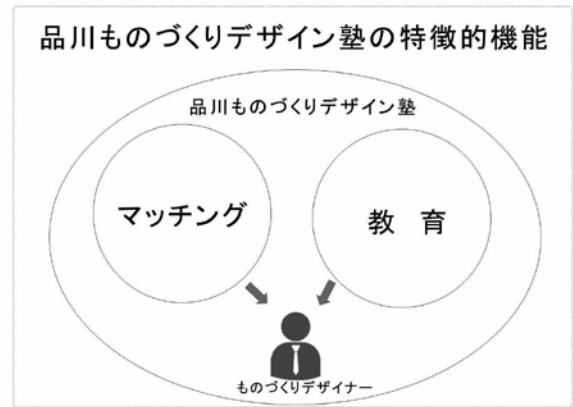 品川ものづくりデザイン塾の特徴的機能
品川ものづくりデザイン塾
マッチング
教 育
ものづくりデザイナー